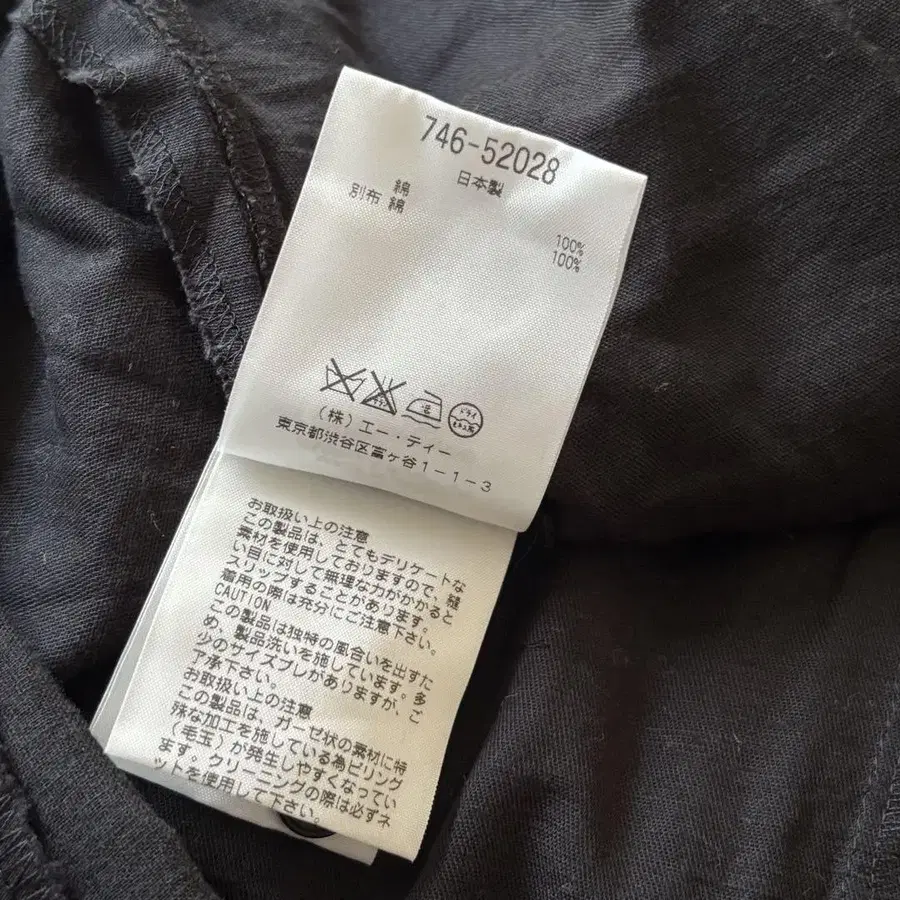 746-52028
日本製
綿 100%
別布 綿 100%
ドライ
(株)エー・ティー
東京都渋谷区富ヶ谷1-1-3
お取扱い上の注意
この製品は、とてもデリケートな
素材を使用しておりますので、縫
い目に対して無理な力がかかると
スリップすることがあります。
着用の際は充分にご注意下さい。
CAUTION
この製品は独特の風合いを出すた
め、製品洗いを施しています。多
少のサイズブレがありますが、ご
了承下さい。
お取扱い上の注意
この製品は、ガーゼ状の素材に特
殊な加工を施している為ピリング
(毛玉)が発生しやすくなってい
ます。クリーニングの際は必ずネ
ットを使用して下さい。